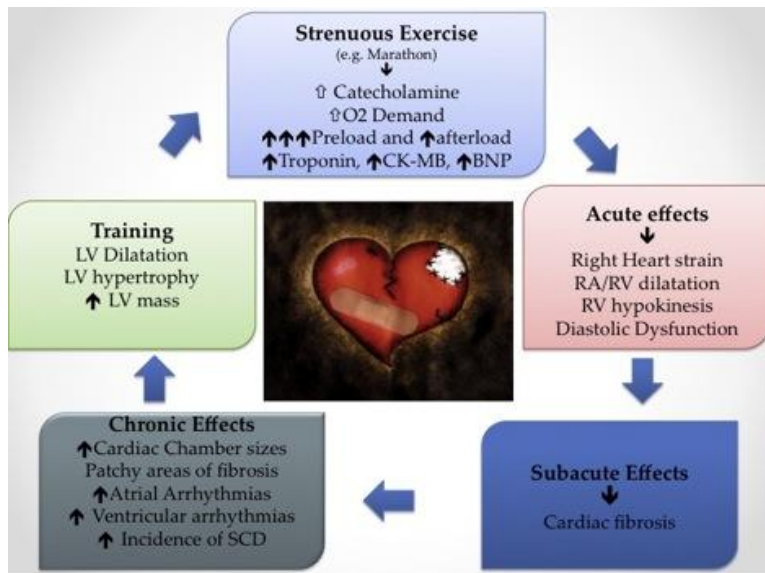 Strenuous Exercise
(e.g. Marathon)
↓
⇧ Catecholamine
⇧O2 Demand
↑↑↑Preload and ↑afterload
↑Troponin, ↑CK-MB, ↑BNP
Acute effects
↓
Right Heart strain
RA/RV dilatation
RV hypokinesis
Diastolic Dysfunction
Subacute Effects
↓
Cardiac fibrosis
Chronic Effects
↑Cardiac Chamber sizes
Patchy areas of fibrosis
↑Atrial Arrhythmias
↑ Ventricular arrhythmias
↑ Incidence of SCD
Training
LV Dilatation
LV hypertrophy
↑ LV mass